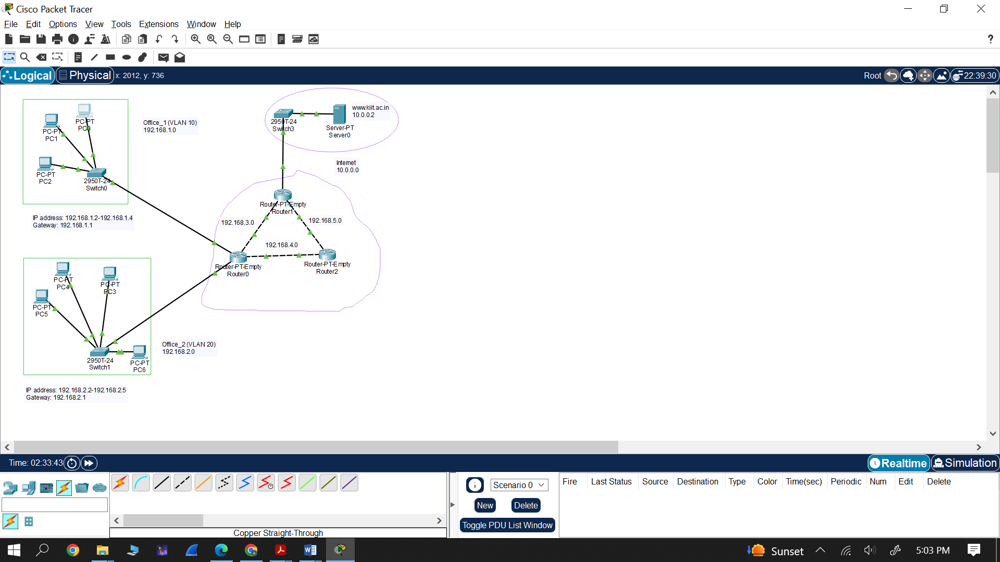 Cisco Packet Tracer
File Edit Options View Tools Extensions Window Help
?
Logical Physical x: 2012, y: 736 Root 22:39:30
PC-PT
PC0
PC-PT
PC1
PC-PT
PC2
2950T-24
Switch0
Office_1 (VLAN 10)
192.168.1.0
IP address: 192.168.1.2-192.168.1.4
Gateway: 192.168.1.1
2950T-24
Switch3
Server-PT
Server0
www.kiit.ac.in
10.0.0.2
Internet
10.0.0.0
Router-PT-Empty
Router1
192.168.3.0
192.168.5.0
192.168.4.0
Router-PT-Empty
Router0
Router-PT-Empty
Router2
PC-PT
PC4
PC-PT
PC3
PC-PT
PC5
2950T-24
Switch1
PC-PT
PC6
Office_2 (VLAN 20)
192.168.2.0
IP address: 192.168.2.2-192.168.2.5
Gateway: 192.168.2.1
Time: 02:33:43 Realtime Simulation
Scenario 0
New Delete
Toggle PDU List Window
Fire Last Status Source Destination Type Color Time(sec) Periodic Num Edit Delete
Copper Straight-Through
Sunset 5:03 PM